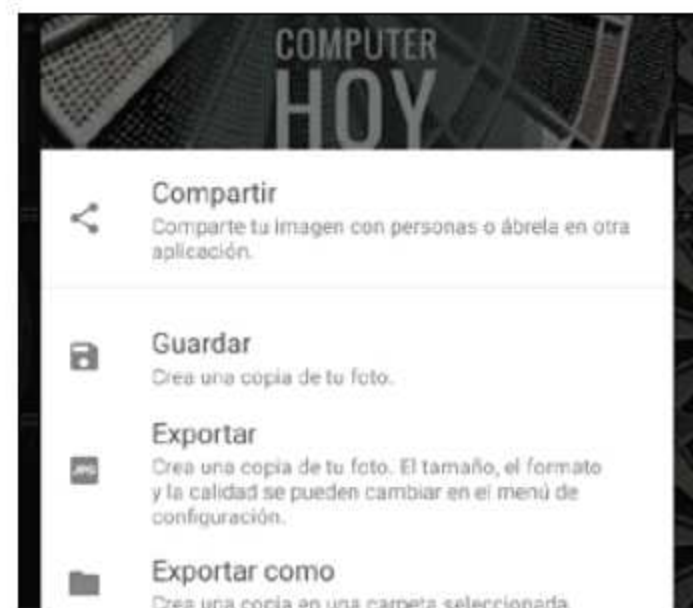 COMPUTER
HOY
Compartir
Comparte tu imagen con personas o ábrela en otra
aplicación.
Guardar
Crea una copia de tu foto.
Exportar
JPG
Crea una copia de tu foto. El tamaño, el formato
y la calidad se pueden cambiar en el menú de
configuración.
Exportar como
Crea una copia en una carpeta seleccionada